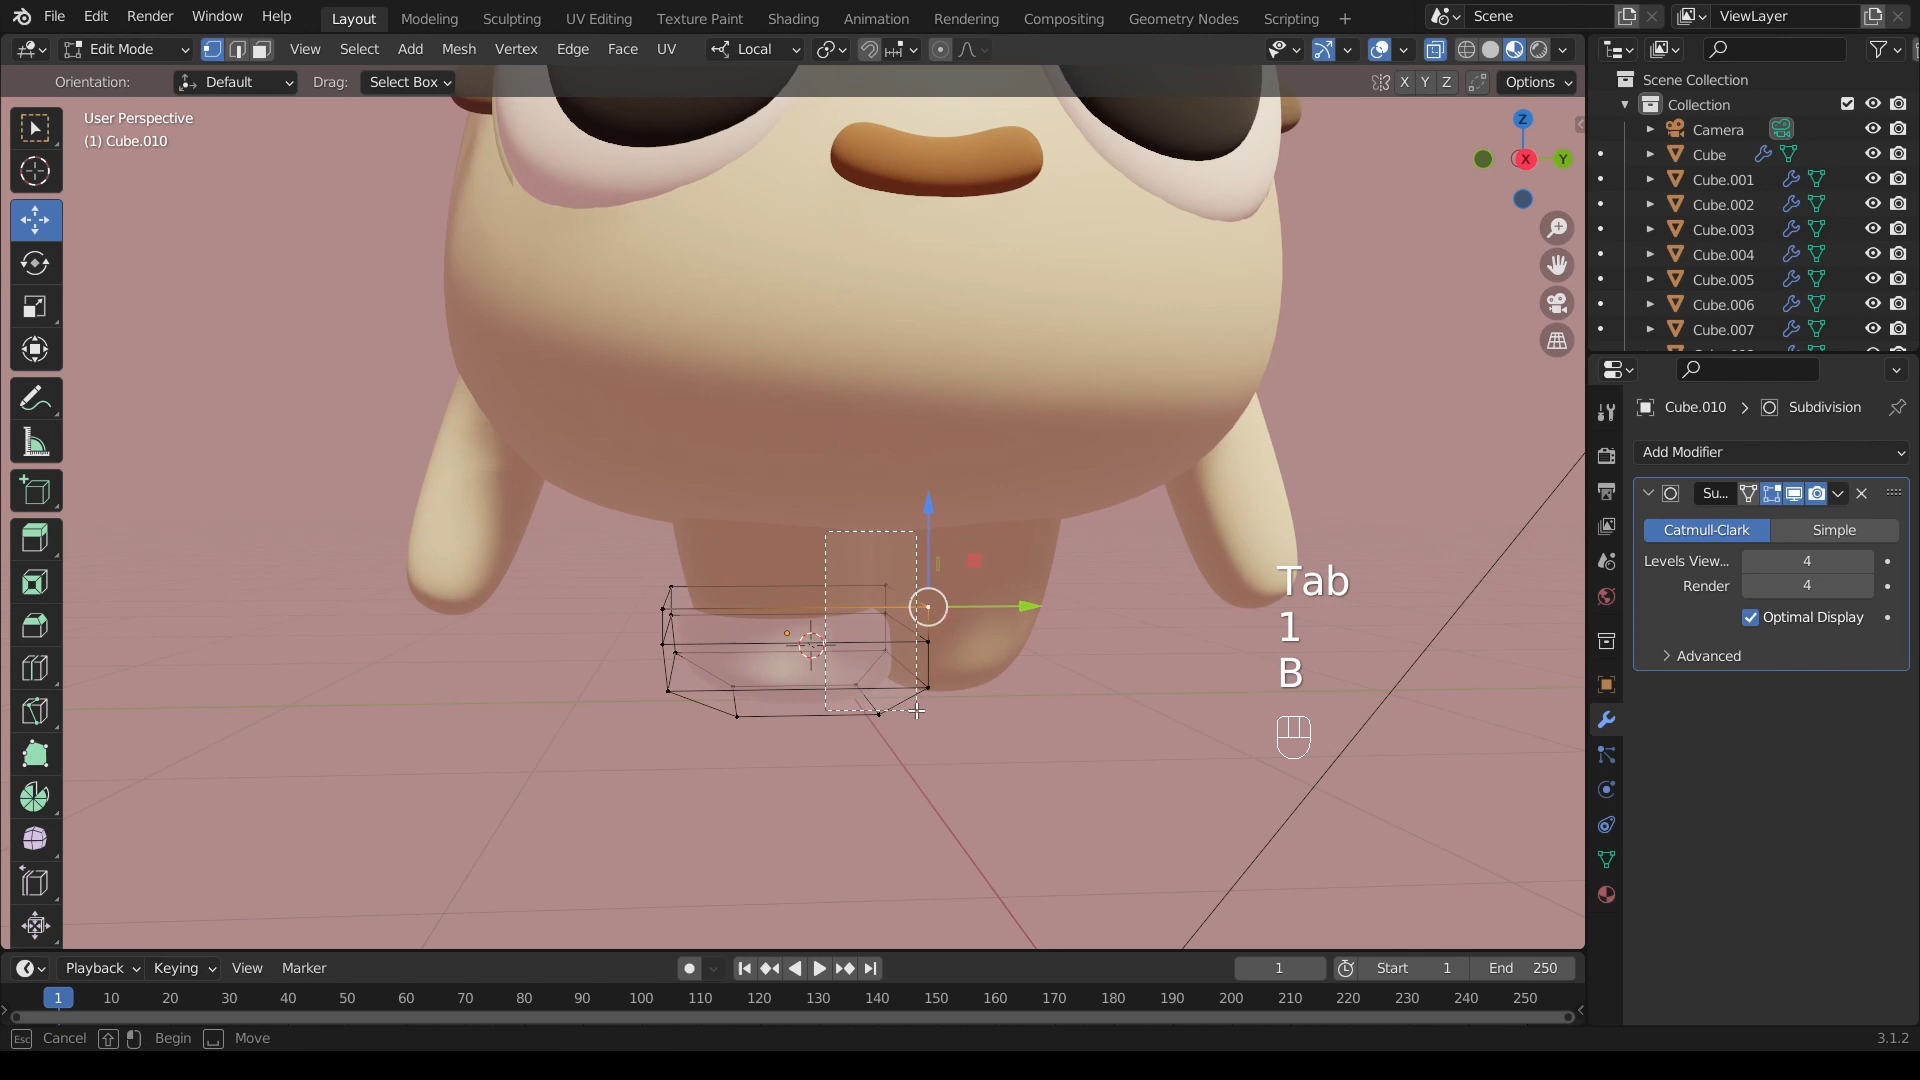 File Edit Render Window Help Layout Modeling Sculpting UV Editing Texture Paint Shading Animation Rendering Compositing Geometry Nodes Scripting + Scene ViewLayer
Edit Mode View Select Add Mesh Vertex Edge Face UV Local
Orientation: Default Drag: Select Box X Y Z Options
User Perspective
(1) Cube.010
Z
X
Y
Scene Collection
Collection
Camera
Cube
Cube.001
Cube.002
Cube.003
Cube.004
Cube.005
Cube.006
Cube.007
Cube.010 > Subdivision
Add Modifier
Su...
Catmull-Clark Simple
Levels View... 4
Render 4
Optimal Display
Advanced
Tab
1
B
Playback Keying View Marker 1 Start 1 End 250
1 10 20 30 40 50 60 70 80 90 100 110 120 130 140 150 160 170 180 190 200 210 220 230 240 250
Esc Cancel Begin Move 3.1.2